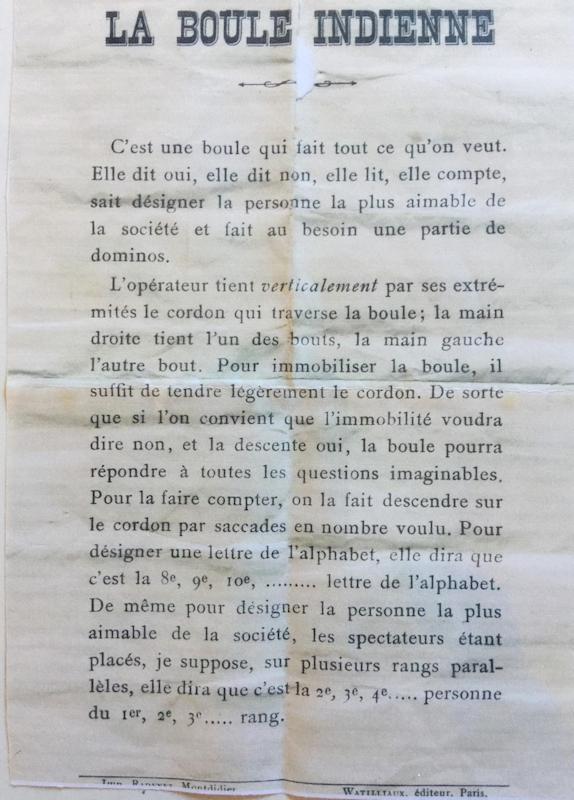 LA BOULE INDIENNE
C'est une boule qui fait tout ce qu'on veut.
Elle dit oui, elle dit non, elle lit, elle compte,
sait désigner la personne la plus aimable de
la société et fait au besoin une partie de
dominos.
L'opérateur tient verticalement par ses extré-
mités le cordon qui traverse la boule; la main
droite tient l'un des bouts, la main gauche
l'autre bout. Pour immobiliser la boule, il
suffit de tendre légèrement le cordon. De sorte
que si l'on convient que l'immobilité voudra
dire non, et la descente oui, la boule pourra
répondre à toutes les questions imaginables.
Pour la faire compter, on la fait descendre sur
le cordon par saccades en nombre voulu. Pour
désigner une lettre de l'alphabet, elle dira que
c'est la 8e, 9e, 10e, ......... lettre de l'alphabet.
De même pour désigner la personne la plus
aimable de la société, les spectateurs étant
placés, je suppose, sur plusieurs rangs paral-
lèles, elle dira que c'est la 2e, 3e, 4e..... personne
du 1er, 2e, 3e..... rang.
Imp. Radenez Montdidier
WATILLIAUX, éditeur, Paris.